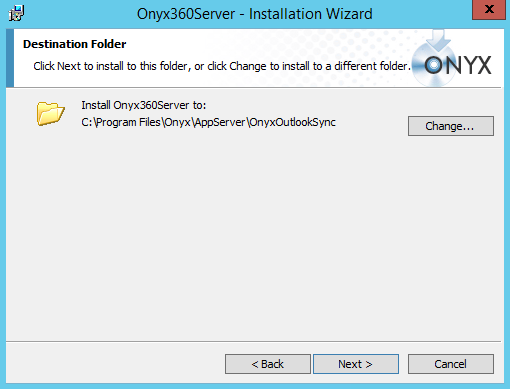 Onyx360Server - Installation Wizard
x
Destination Folder
Click Next to install to this folder, or click Change to install to a different folder.
ONYX
Install Onyx360Server to:
C:\Program Files\Onyx\AppServer\OnyxOutlookSync
Change...
< Back
Next >
Cancel